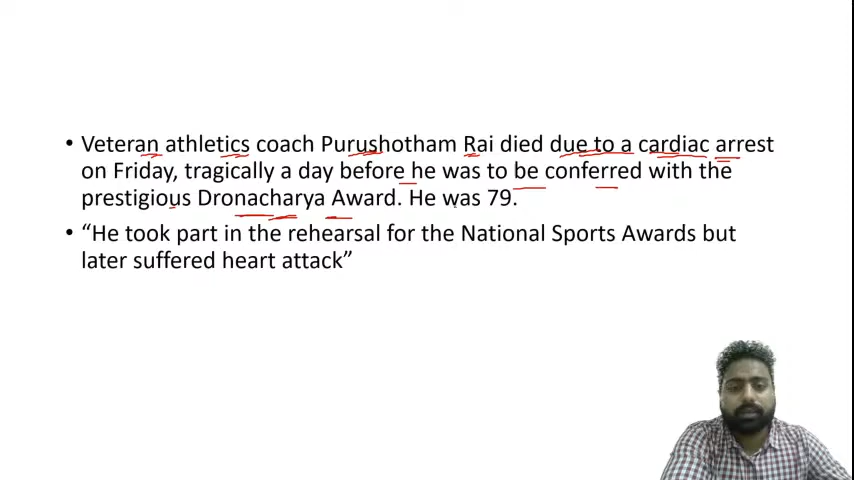 • Veteran athletics coach Purushotham Rai died due to a cardiac arrest
on Friday, tragically a day before he was to be conferred with the
prestigious Dronacharya Award. He was 79.
• “He took part in the rehearsal for the National Sports Awards but
later suffered heart attack”